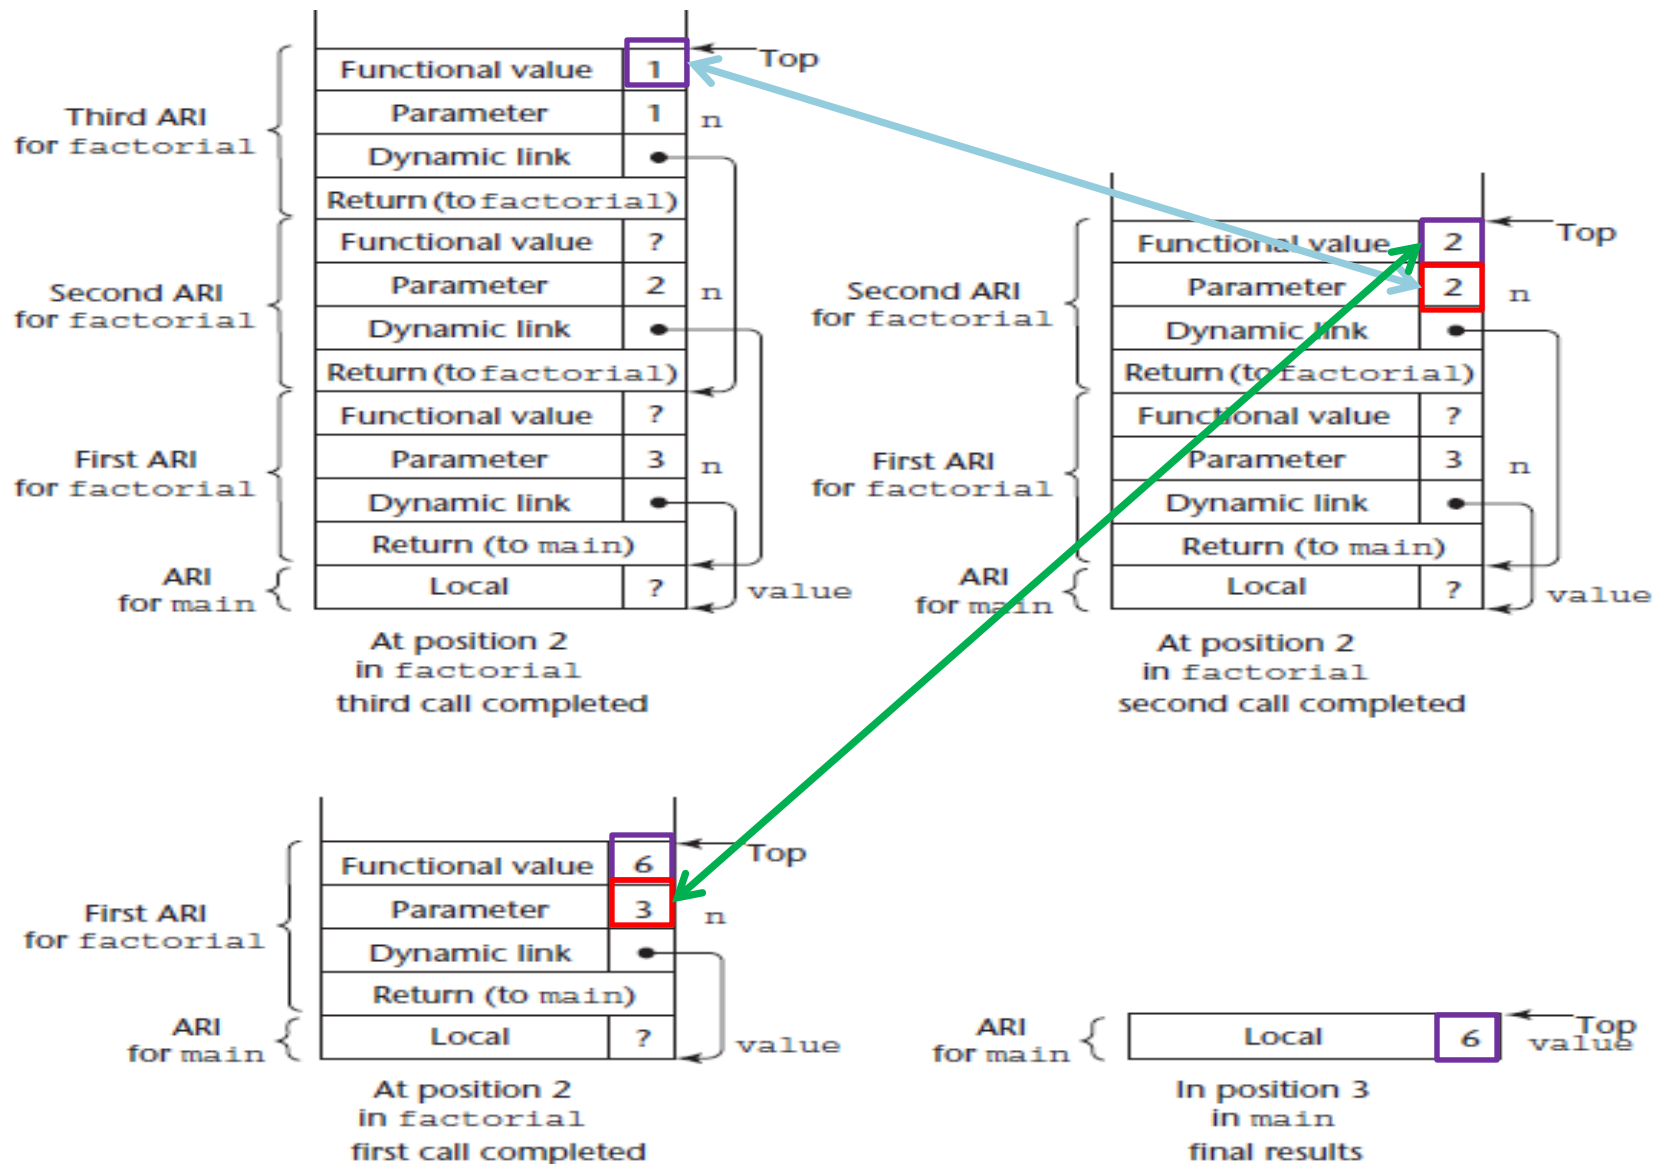 Top
Functional value 1
Third ARI
for factorial
Parameter 1 n
Dynamic link
Return (to factorial)
Functional value ?
Second ARI
for factorial
Parameter 2 n
Dynamic link
Return (to factorial)
Functional value ?
First ARI
for factorial
Parameter 3 n
Dynamic link
Return (to main)
ARI
for main
Local ? value
At position 2
in factorial
third call completed
Top
Functional value 2
Second ARI
for factorial
Parameter 2 n
Dynamic link
Return (to factorial)
Functional value ?
First ARI
for factorial
Parameter 3 n
Dynamic link
Return (to main)
ARI
for main
Local ? value
At position 2
in factorial
second call completed
Top
Functional value 6
First ARI
for factorial
Parameter 3 n
Dynamic link
Return (to main)
ARI
for main
Local ? value
At position 2
in factorial
first call completed
ARI
for main
Local 6
Top
value
In position 3
in main
final results